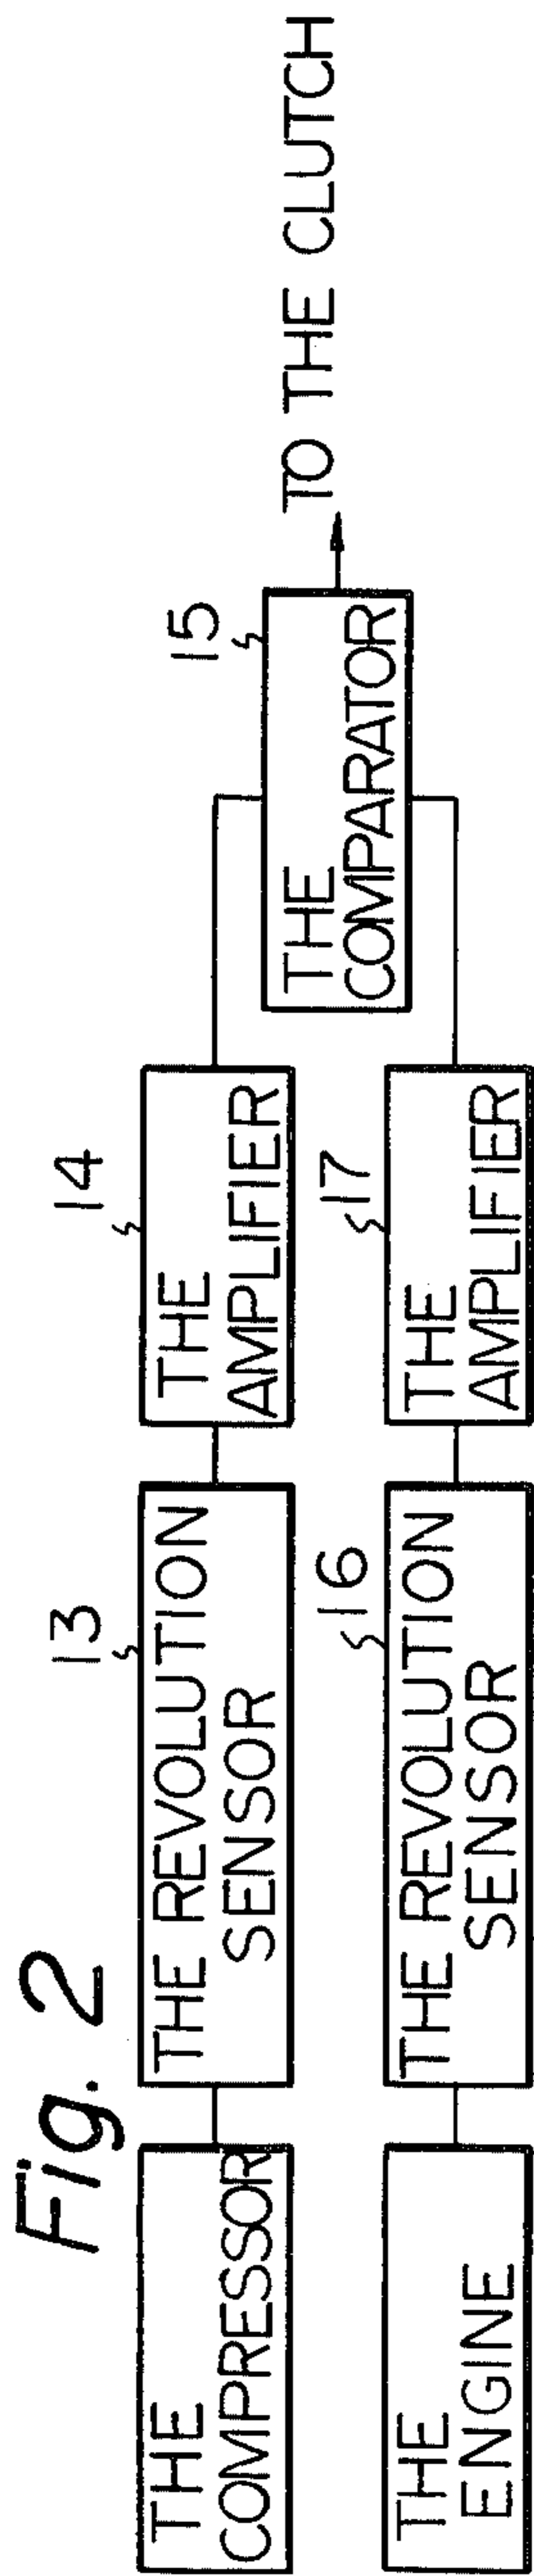 Fig. 2
THE
COMPRESSOR
13
THE REVOLUTION
SENSOR
14
THE
AMPLIFIER
15
THE
COMPARATOR
TO THE CLUTCH
THE
ENGINE
16
THE REVOLUTION
SENSOR
17
THE
AMPLIFIER